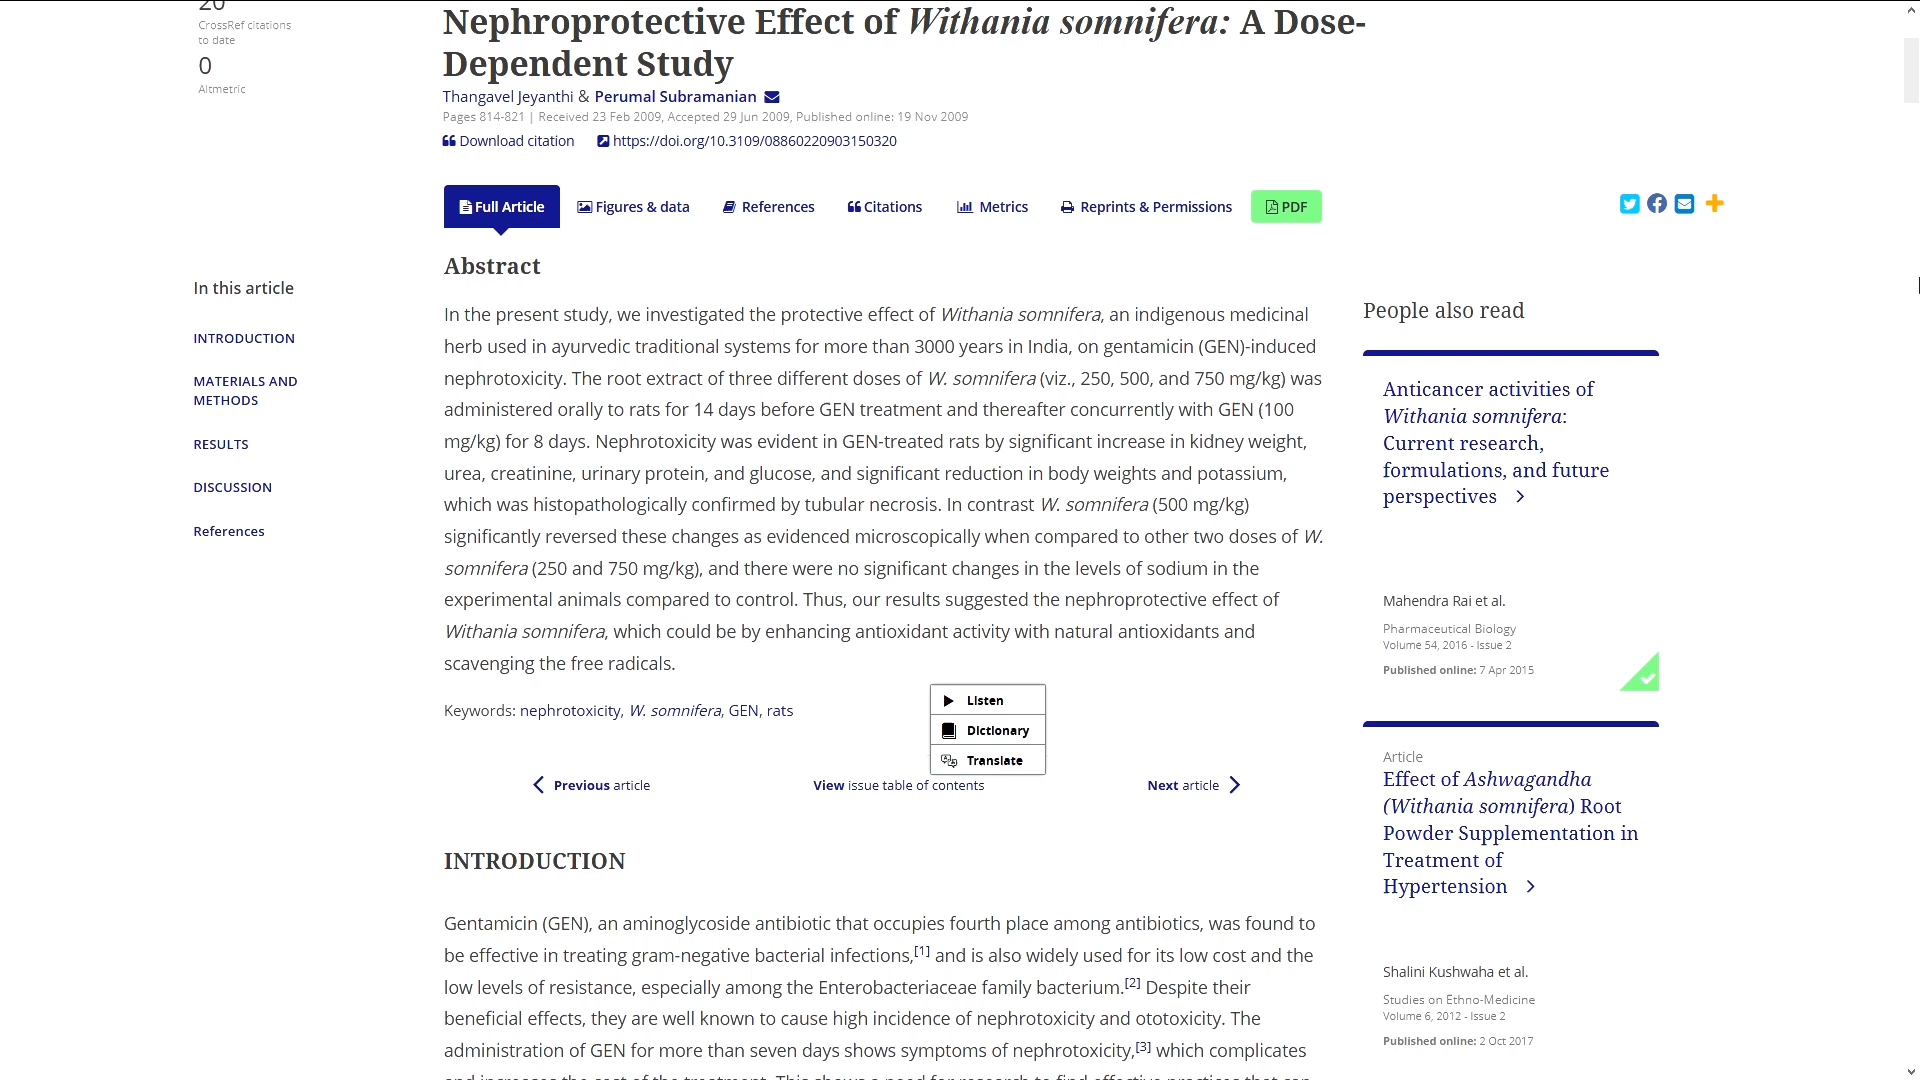 20
CrossRef citations
to date
0
Altmetric
Nephroprotective Effect of Withania somnifera: A Dose-
Dependent Study
Thangavel Jeyanthi & Perumal Subramanian
Pages 814-821 | Received 23 Feb 2009, Accepted 29 Jun 2009, Published online: 19 Nov 2009
Download citation https://doi.org/10.3109/08860220903150320
Full Article Figures & data References Citations Metrics Reprints & Permissions PDF
In this article
INTRODUCTION
MATERIALS AND
METHODS
RESULTS
DISCUSSION
References
Abstract
In the present study, we investigated the protective effect of Withania somnifera, an indigenous medicinal
herb used in ayurvedic traditional systems for more than 3000 years in India, on gentamicin (GEN)-induced
nephrotoxicity. The root extract of three different doses of W. somnifera (viz., 250, 500, and 750 mg/kg) was
administered orally to rats for 14 days before GEN treatment and thereafter concurrently with GEN (100
mg/kg) for 8 days. Nephrotoxicity was evident in GEN-treated rats by significant increase in kidney weight,
urea, creatinine, urinary protein, and glucose, and significant reduction in body weights and potassium,
which was histopathologically confirmed by tubular necrosis. In contrast W. somnifera (500 mg/kg)
significantly reversed these changes as evidenced microscopically when compared to other two doses of W.
somnifera (250 and 750 mg/kg), and there were no significant changes in the levels of sodium in the
experimental animals compared to control. Thus, our results suggested the nephroprotective effect of
Withania somnifera, which could be by enhancing antioxidant activity with natural antioxidants and
scavenging the free radicals.
Keywords: nephrotoxicity, W. somnifera, GEN, rats
Listen
Dictionary
Translate
Previous article View issue table of contents Next article
INTRODUCTION
Gentamicin (GEN), an aminoglycoside antibiotic that occupies fourth place among antibiotics, was found to
be effective in treating gram-negative bacterial infections,[1] and is also widely used for its low cost and the
low levels of resistance, especially among the Enterobacteriaceae family bacterium.[2] Despite their
beneficial effects, they are well known to cause high incidence of nephrotoxicity and ototoxicity. The
administration of GEN for more than seven days shows symptoms of nephrotoxicity,[3] which complicates
and increases the cost of the treatment. This shows a need for research to find effective practices that can
People also read
Anticancer activities of
Withania somnifera:
Current research,
formulations, and future
perspectives
Mahendra Rai et al.
Pharmaceutical Biology
Volume 54, 2016 - Issue 2
Published online: 7 Apr 2015
Article
Effect of Ashwagandha
(Withania somnifera) Root
Powder Supplementation in
Treatment of
Hypertension
Shalini Kushwaha et al.
Studies on Ethno-Medicine
Volume 6, 2012 - Issue 2
Published online: 2 Oct 2017